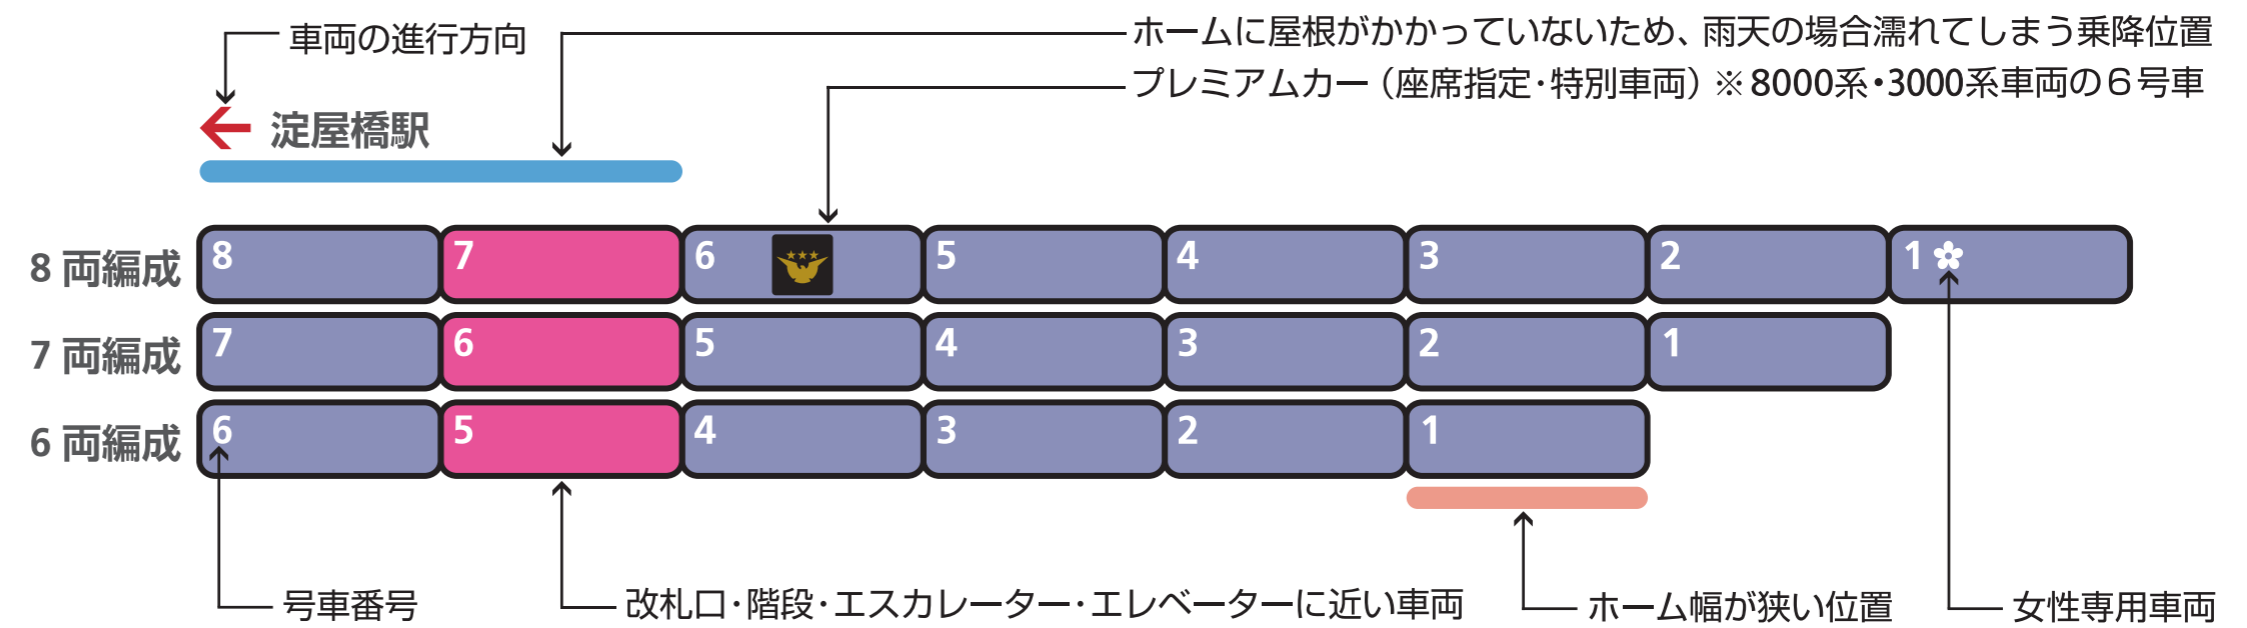 車両の進行方向
ホームに屋根がかかっていないため、雨天の場合濡れてしまう乗降位置
プレミアムカー（座席指定・特別車両）※8000系・3000系車両の６号車
淀屋橋駅
8 両編成 8 7 6 5 4 3 2 1
7 両編成 7 6 5 4 3 2 1
6 両編成 6 5 4 3 2 1
号車番号
改札口・階段・エスカレーター・エレベーターに近い車両
ホーム幅が狭い位置
女性専用車両